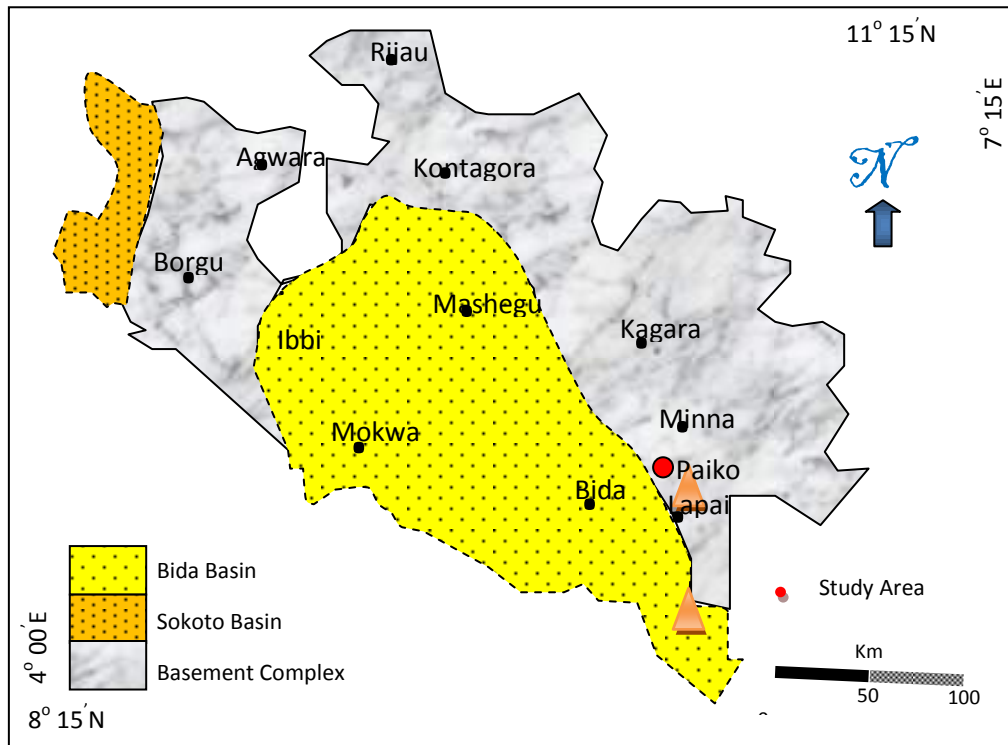 11° 15'N
7° 15'E
N
Rijau
Agwara
Kontagora
Borgu
Mashegu
Ibbi
Kagara
Minna
Mokwa
Paiko
Bida
Lapai
Bida Basin
Sokoto Basin
Basement Complex
Study Area
Km
50
100
4° 00'E
8° 15'N